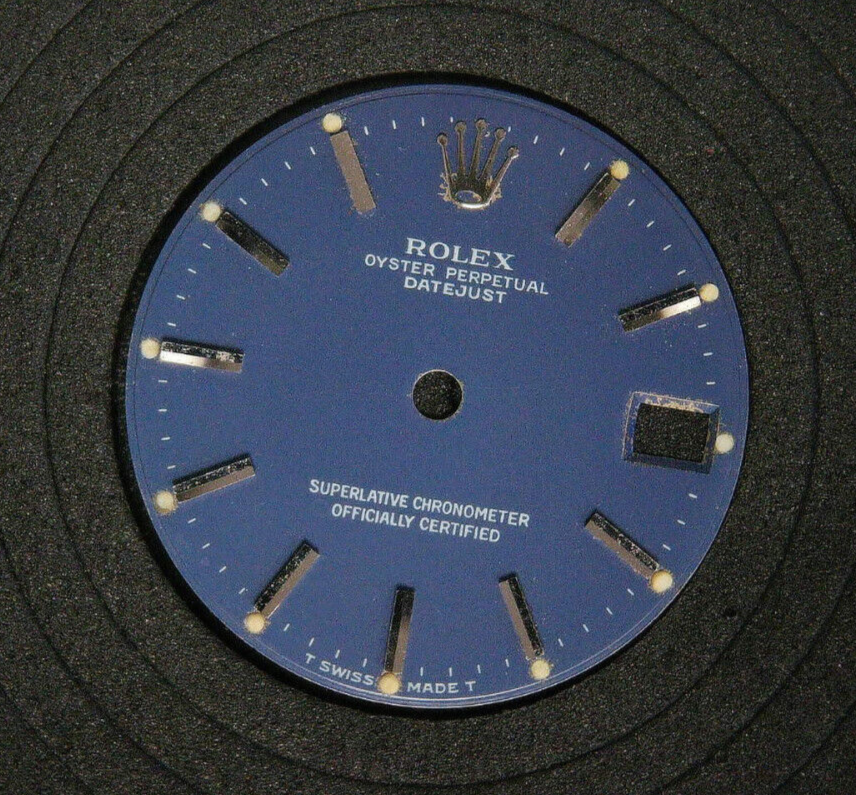 ROLEX
OYSTER PERPETUAL
DATEJUST
SUPERLATIVE CHRONOMETER
OFFICIALLY CERTIFIED
T SWISS MADE T